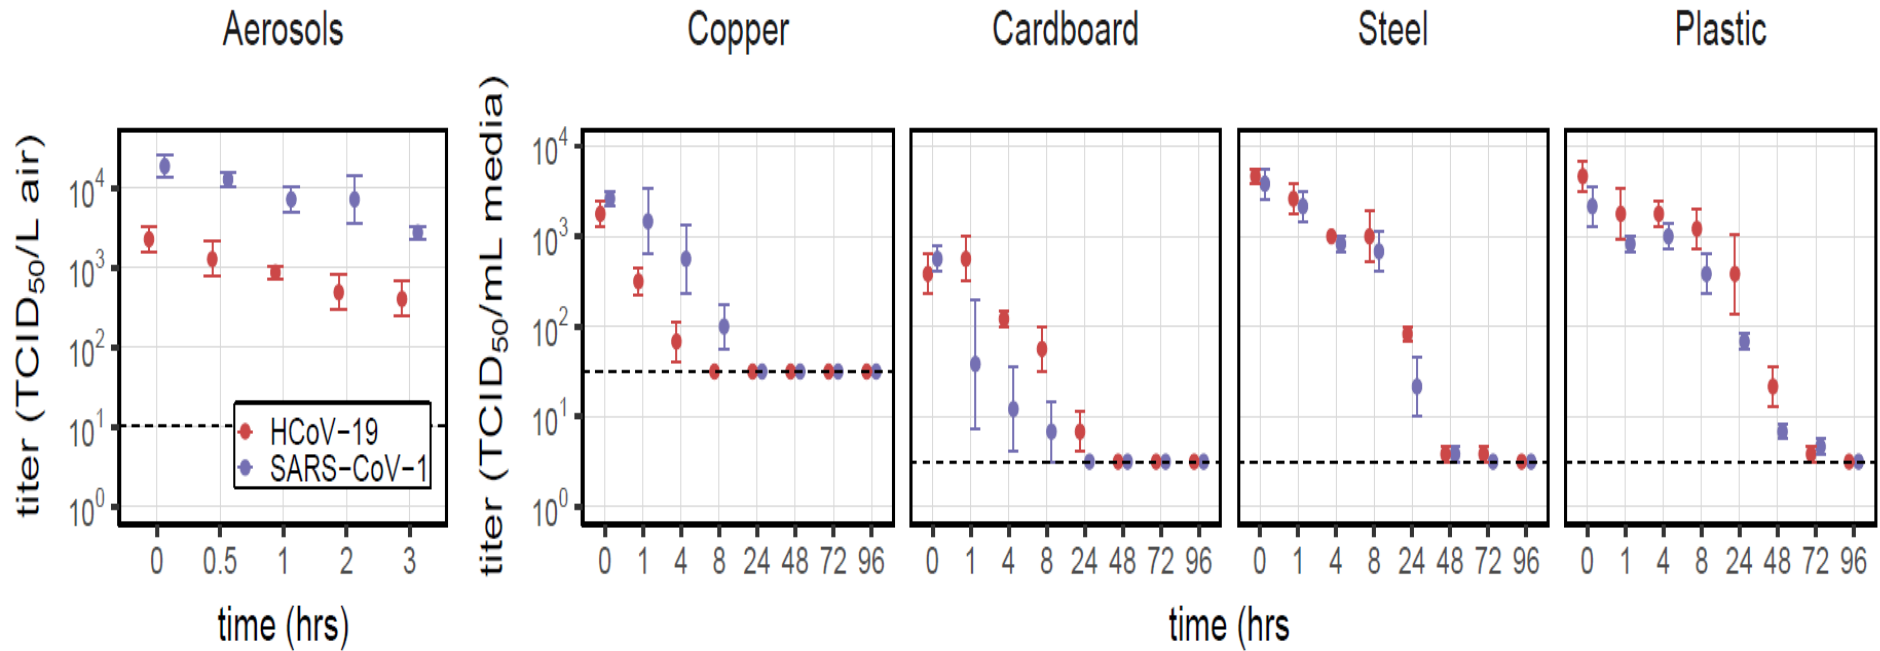 Aerosols Copper Cardboard Steel Plastic
titer (TCID50/L air)
10^4
10^3
10^2
10^1
10^0
HCoV−19
SARS−CoV−1
0 0.5 1 2 3
time (hrs)
titer (TCID50/mL media)
10^4
10^3
10^2
10^1
10^0
0 1 4 8 24 48 72 96
0 1 4 8 24 48 72 96
0 1 4 8 24 48 72 96
0 1 4 8 24 48 72 96
time (hrs